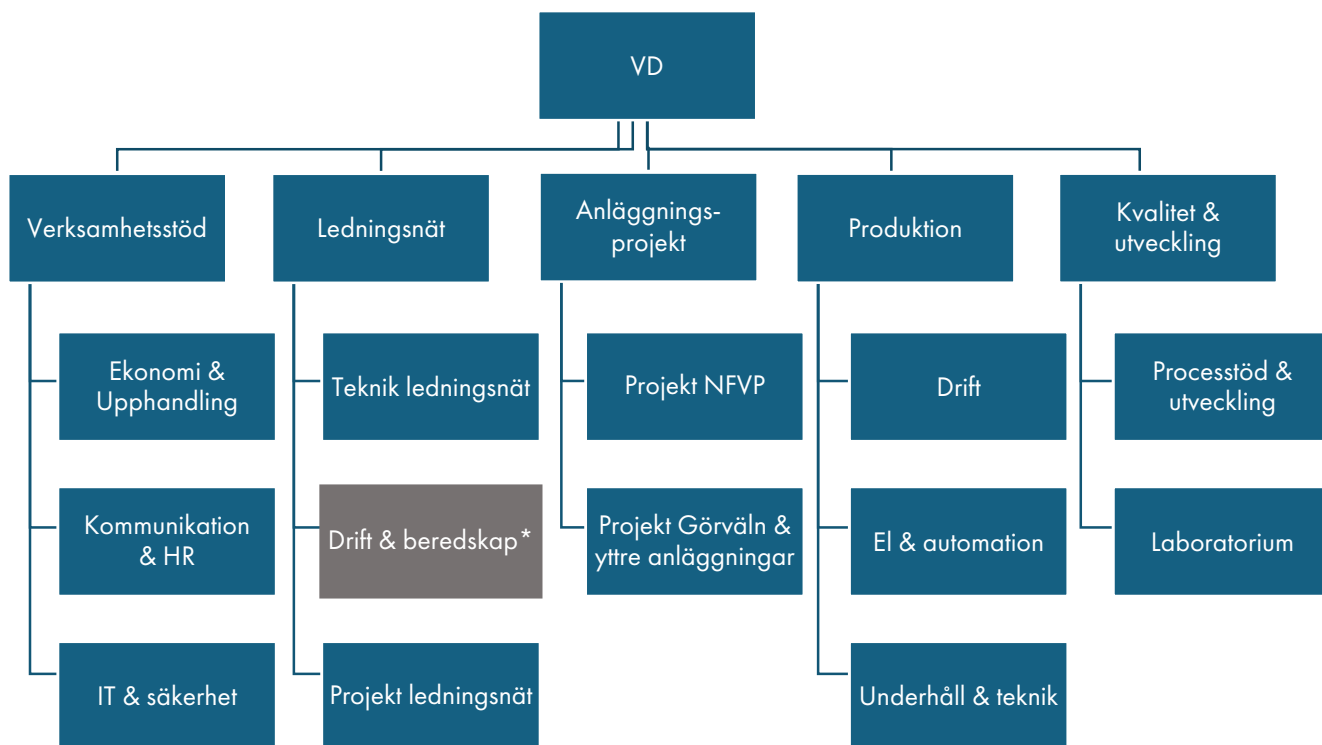 VD
Verksamhetsstöd
Ledningsnät
Anläggnings-
projekt
Produktion
Kvalitet &
utveckling
Ekonomi &
Upphandling
Teknik ledningsnät
Projekt NFVP
Drift
Processtöd &
utveckling
Kommunikation
& HR
Drift & beredskap*
Projekt Görväln &
yttre anläggningar
El & automation
Laboratorium
IT & säkerhet
Projekt ledningsnät
Underhåll & teknik